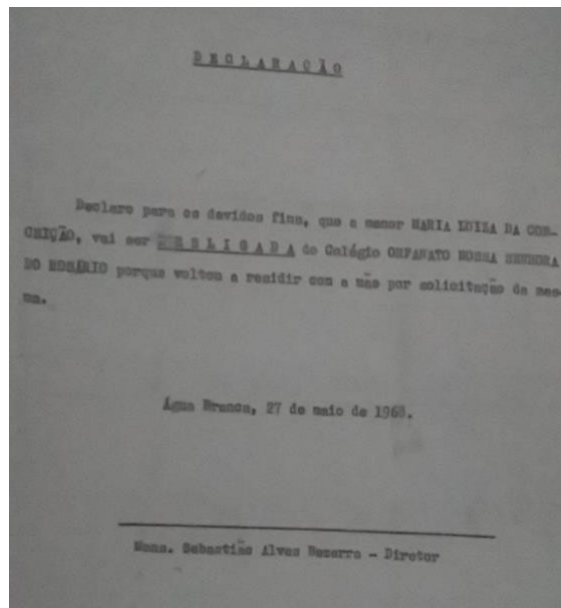 DECLARAÇÃO
Declaro para os devidos fins, que a menor MARIA LUIZA DA CON-
CEIÇÃO, vai ser DESLIGADA do Colégio ORFANATO NOSSA SENHORA
DO ROSÁRIO porque voltou a residir com a mãe por solicitação da mes-
ma.
Água Branca, 27 de maio de
Mons. Sebastião Alves Bezerra - Diretor